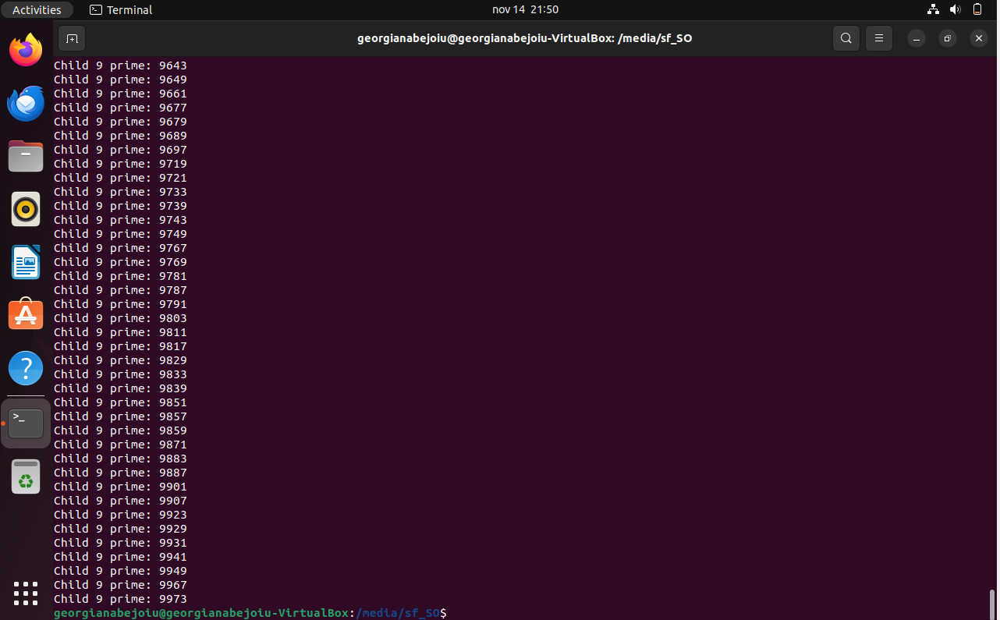 Activities
Terminal
nov 14 21:50
georgianabejoiu@georgianabejoiu-VirtualBox: /media/sf_SO
Child 9 prime: 9643
Child 9 prime: 9649
Child 9 prime: 9661
Child 9 prime: 9677
Child 9 prime: 9679
Child 9 prime: 9689
Child 9 prime: 9697
Child 9 prime: 9719
Child 9 prime: 9721
Child 9 prime: 9733
Child 9 prime: 9739
Child 9 prime: 9743
Child 9 prime: 9749
Child 9 prime: 9767
Child 9 prime: 9769
Child 9 prime: 9781
Child 9 prime: 9787
Child 9 prime: 9791
Child 9 prime: 9803
Child 9 prime: 9811
Child 9 prime: 9817
Child 9 prime: 9829
Child 9 prime: 9833
Child 9 prime: 9839
Child 9 prime: 9851
Child 9 prime: 9857
Child 9 prime: 9859
Child 9 prime: 9871
Child 9 prime: 9883
Child 9 prime: 9887
Child 9 prime: 9901
Child 9 prime: 9907
Child 9 prime: 9923
Child 9 prime: 9929
Child 9 prime: 9931
Child 9 prime: 9941
Child 9 prime: 9949
Child 9 prime: 9967
Child 9 prime: 9973
georgianabejoiu@georgianabejoiu-VirtualBox:/media/sf_SO$